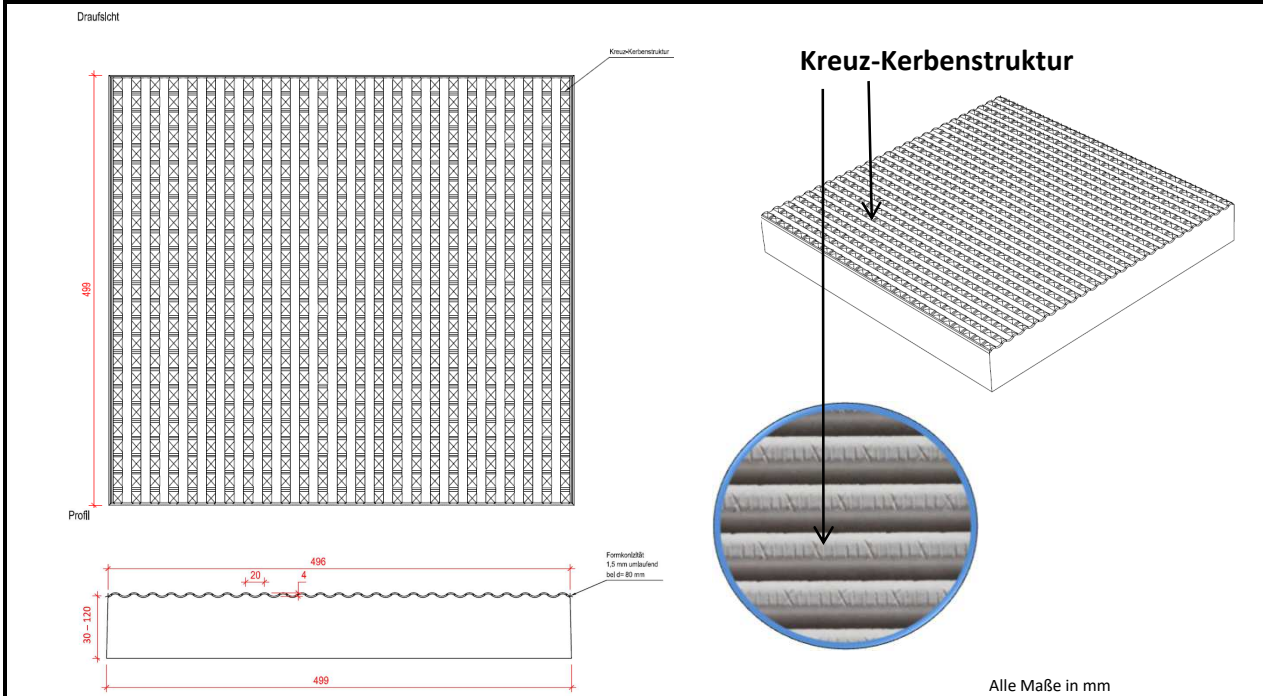 Draufsicht
Kreuz-Kerbenstruktur
499
Profil
496
20
4
30 – 120
499
Formkonizität
1,5 mm umlaufend
bei d= 80 mm
Kreuz-Kerbenstruktur
Alle Maße in mm